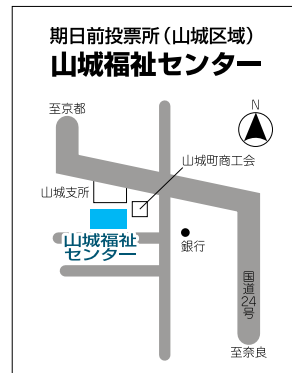 期日前投票所（山城区域）
山城福祉センター
至京都
N
山城町商工会
山城支所
山城福祉
センター
銀行
国道24号
至奈良